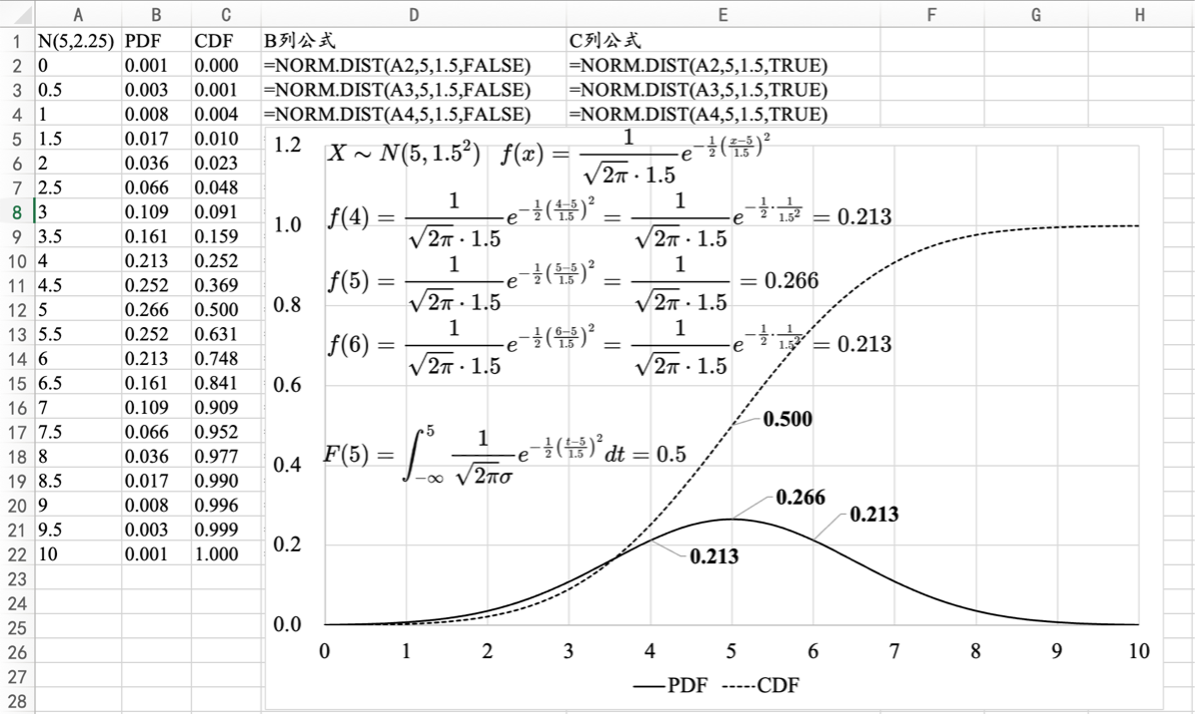 A B C D E F G H
1 N(5,2.25) PDF CDF B列公式 C列公式
2 0 0.001 0.000 =NORM.DIST(A2,5,1.5,FALSE) =NORM.DIST(A2,5,1.5,TRUE)
3 0.5 0.003 0.001 =NORM.DIST(A3,5,1.5,FALSE) =NORM.DIST(A3,5,1.5,TRUE)
4 1 0.008 0.004 =NORM.DIST(A4,5,1.5,FALSE) =NORM.DIST(A4,5,1.5,TRUE)
5 1.5 0.017 0.010
6 2 0.036 0.023
7 2.5 0.066 0.048
8 3 0.109 0.091
9 3.5 0.161 0.159
10 4 0.213 0.252
11 4.5 0.252 0.369
12 5 0.266 0.500
13 5.5 0.252 0.631
14 6 0.213 0.748
15 6.5 0.161 0.841
16 7 0.109 0.909
17 7.5 0.066 0.952
18 8 0.036 0.977
19 8.5 0.017 0.990
20 9 0.008 0.996
21 9.5 0.003 0.999
22 10 0.001 1.000
23
24
25
26
27
28
1.2
1.0
0.8
0.6
0.4
0.2
0.0
X ~ N(5, 1.5²) f(x) = 1/(√2π · 1.5) e^(−1/2((x−5)/1.5)²)
f(4) = 1/(√2π · 1.5) e^(−1/2((4−5)/1.5)²) = 1/(√2π · 1.5) e^(−1/2 · 1/1.5²) = 0.213
f(5) = 1/(√2π · 1.5) e^(−1/2((5−5)/1.5)²) = 1/(√2π · 1.5) = 0.266
f(6) = 1/(√2π · 1.5) e^(−1/2((6−5)/1.5)²) = 1/(√2π · 1.5) e^(−1/2 · 1/1.5²) = 0.213
F(5) = ∫_−∞^5 1/(√2πσ) e^(−1/2((t−5)/1.5)²) dt = 0.5
0.500
0.266
0.213
0.213
0 1 2 3 4 5 6 7 8 9 10
PDF CDF